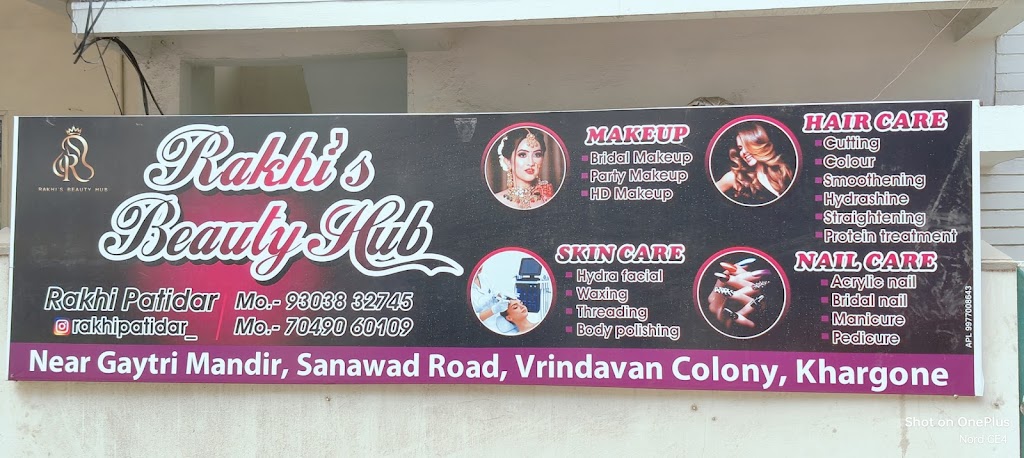 RAKHI'S BEAUTY HUB
Rakhi's
Beauty Hub
Rakhi Patidar
rakhipatidar_
Mo.- 93038 32745
Mo.- 70490 60109
MAKEUP
Bridal Makeup
Party Makeup
HD Makeup
HAIR CARE
Cutting
Colour
Smoothening
Hydrashine
Straightening
Protein treatment
SKIN CARE
Hydra facial
Waxing
Threading
Body polishing
NAIL CARE
Acrylic nail
Bridal nail
Manicure
Pedicure
APL 9977008643
Near Gaytri Mandir, Sanawad Road, Vrindavan Colony, Khargone
Shot on OnePlus
Nord CE4